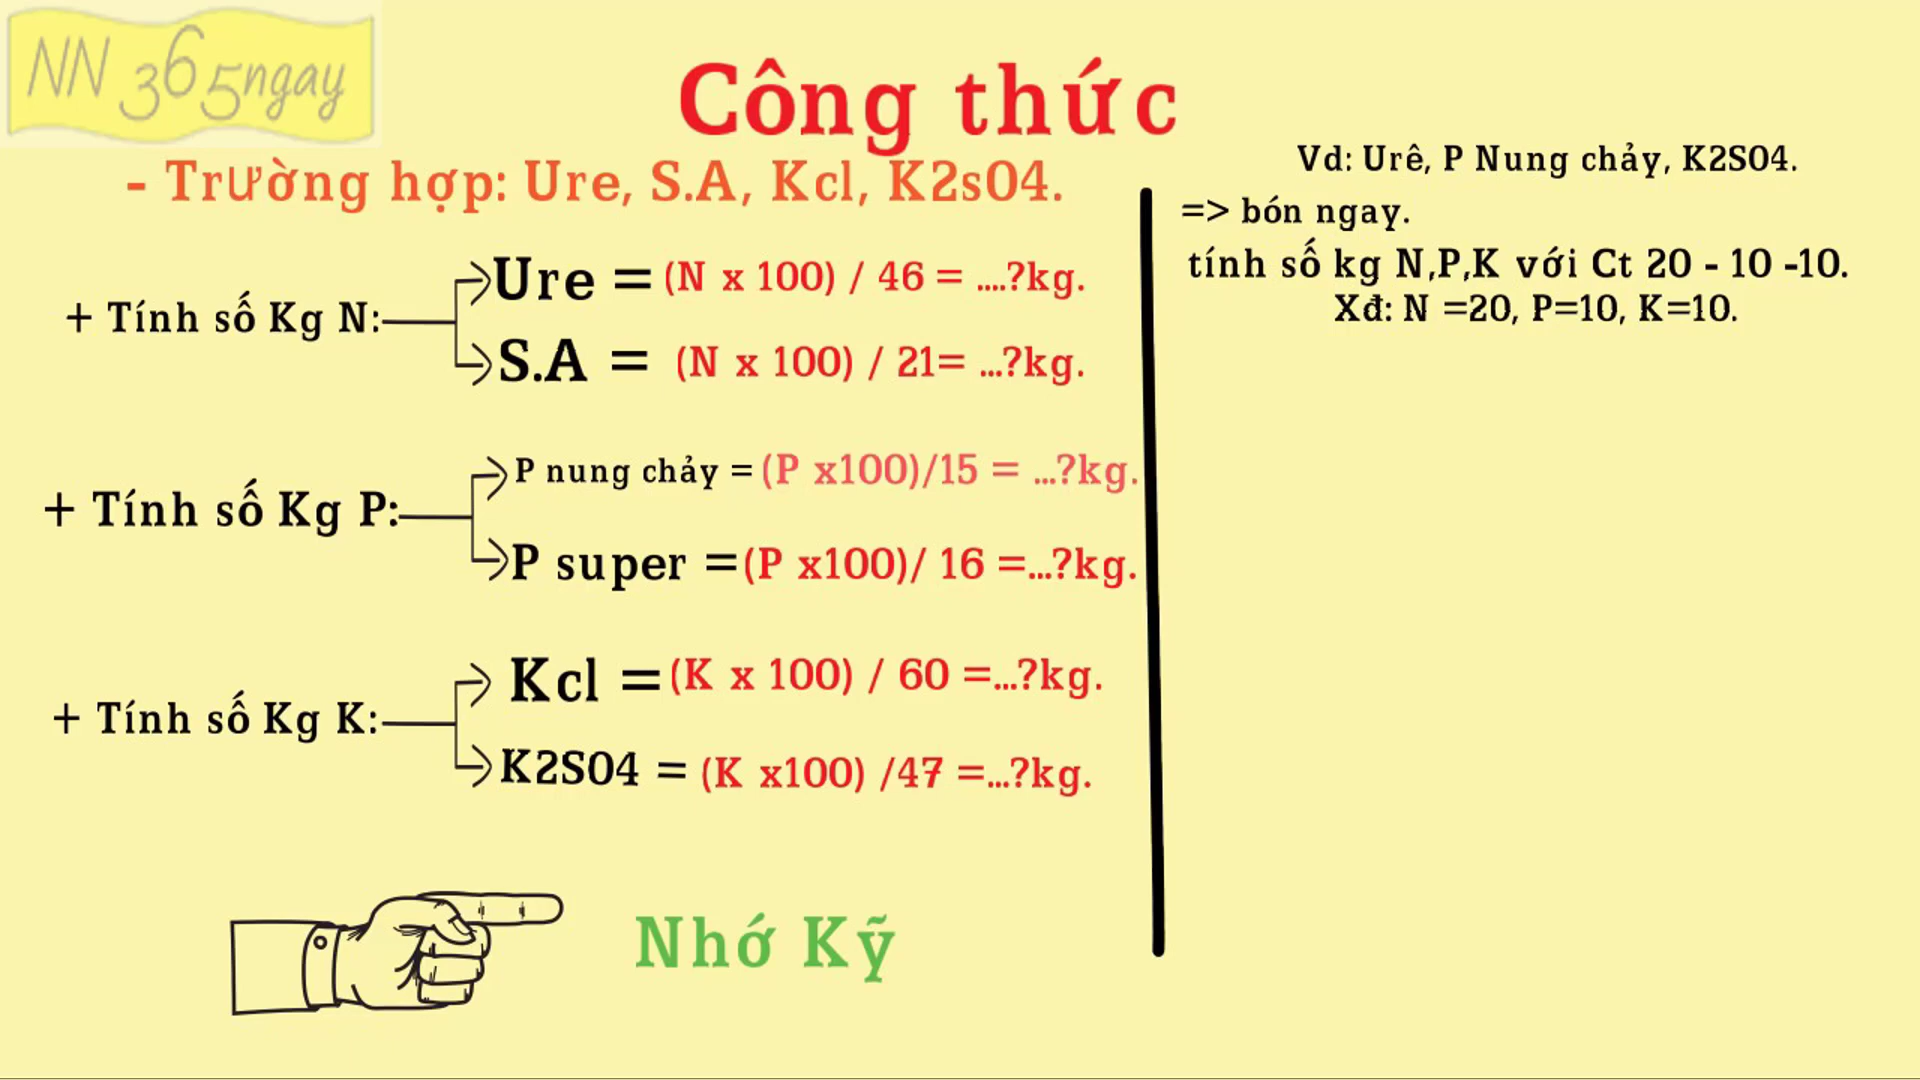 NN 365ngay
Công thức
- Trường hợp: Ure, S.A, Kcl, K2sO4.
+ Tính số Kg N:
Ure = (N x 100) / 46 = ....?kg.
S.A = (N x 100) / 21= ...?kg.
+ Tính số Kg P:
P nung chảy = (P x100)/15 = ...?kg.
P super =(P x100)/ 16 =...?kg.
+ Tính số Kg K:
Kcl =(K x 100) / 60 =...?kg.
K2SO4 = (K x100) /47 =...?kg.
Nhớ Kỹ
Vd: Urê, P Nung chảy, K2SO4.
=> bón ngay.
tính số kg N,P,K với Ct 20 - 10 -10.
Xđ: N =20, P=10, K=10.